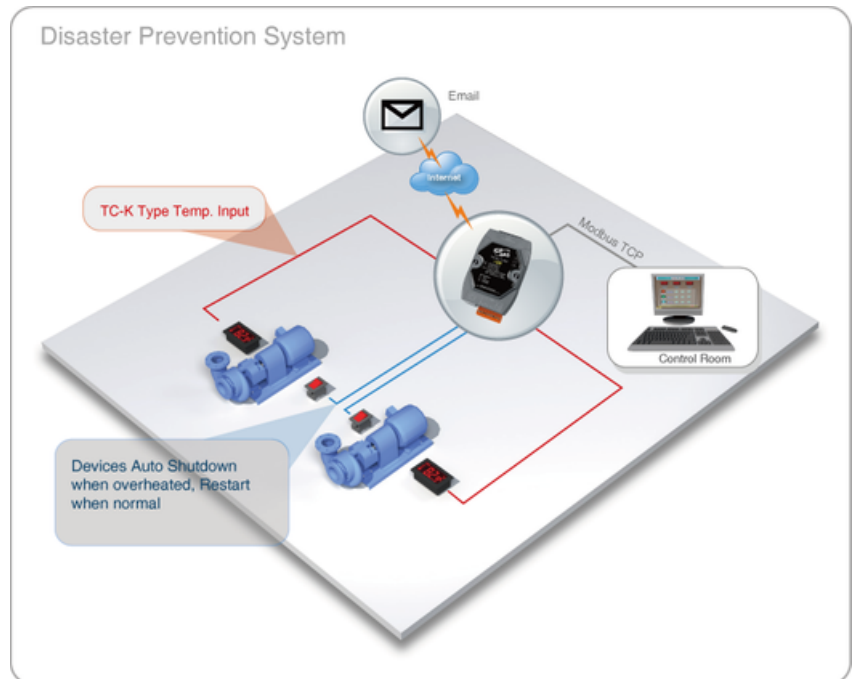 Disaster Prevention System
Email
Internet
TC-K Type Temp. Input
Modbus TCP
Control Room
Devices Auto Shutdown
when overheated, Restart
when normal